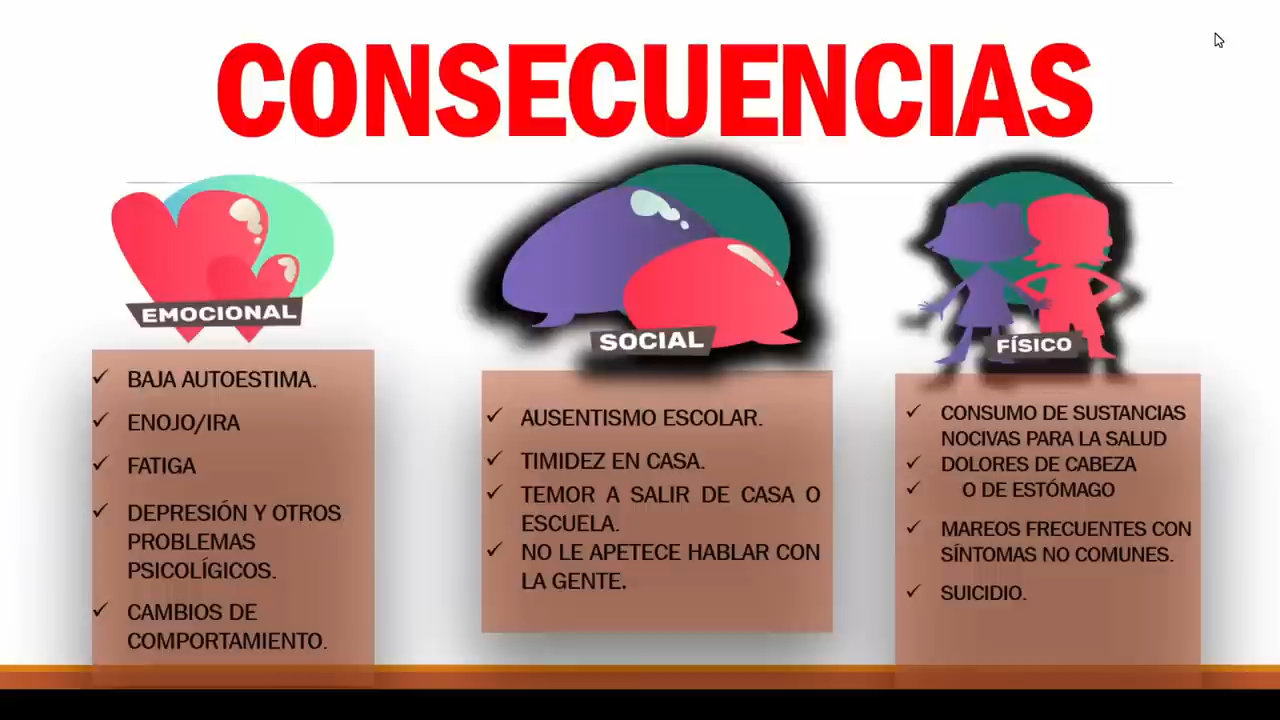 CONSECUENCIAS
EMOCIONAL
✓ BAJA AUTOESTIMA.
✓ ENOJO/IRA
✓ FATIGA
✓ DEPRESIÓN Y OTROS
PROBLEMAS
PSICOLÍGICOS.
✓ CAMBIOS DE
COMPORTAMIENTO.
SOCIAL
✓ AUSENTISMO ESCOLAR.
✓ TIMIDEZ EN CASA.
✓ TEMOR A SALIR DE CASA O
ESCUELA.
✓ NO LE APETECE HABLAR CON
LA GENTE.
FÍSICO
✓ CONSUMO DE SUSTANCIAS
NOCIVAS PARA LA SALUD
✓ DOLORES DE CABEZA
✓ O DE ESTÓMAGO
✓ MAREOS FRECUENTES CON
SÍNTOMAS NO COMUNES.
✓ SUICIDIO.